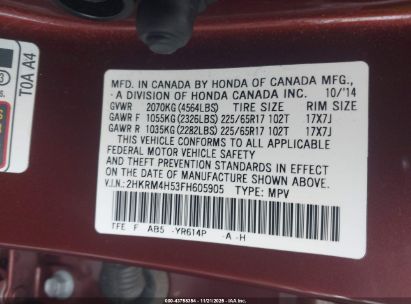 MFD. IN CANADA BY HONDA OF CANADA MFG.,
A DIVISION OF HONDA CANADA INC. 10/'14
GVWR 2070KG (4564LBS) TIRE SIZE RIM SIZE
GAWR F 1055KG (2326LBS) 225/65R17 102T 17X7J
GAWR R 1035KG (2282LBS) 225/65R17 102T 17X7J
THIS VEHICLE CONFORMS TO ALL APPLICABLE
FEDERAL MOTOR VEHICLE SAFETY
AND THEFT PREVENTION STANDARDS IN EFFECT
ON THE DATE OF MANUFACTURE SHOWN ABOVE.
V.I.N.: 2HKRM4H53FH605905 TYPE: MPV
TFE F AB5 -YR614P -A -H
T0A A4